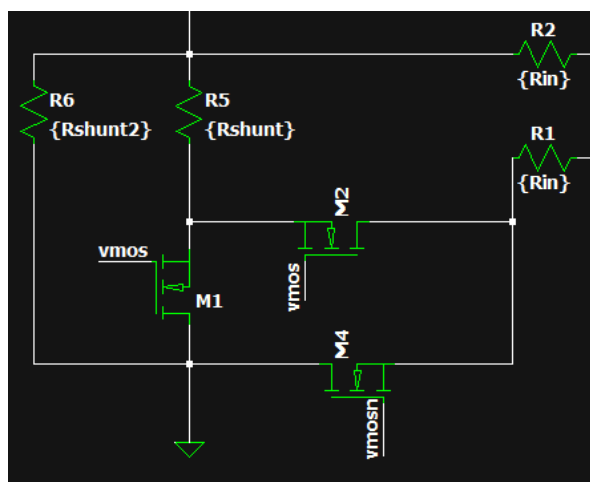 R2
{Rin}
R6
{Rshunt2}
R5
{Rshunt}
R1
{Rin}
M2
vmos
vmos
M1
M4
vmosn